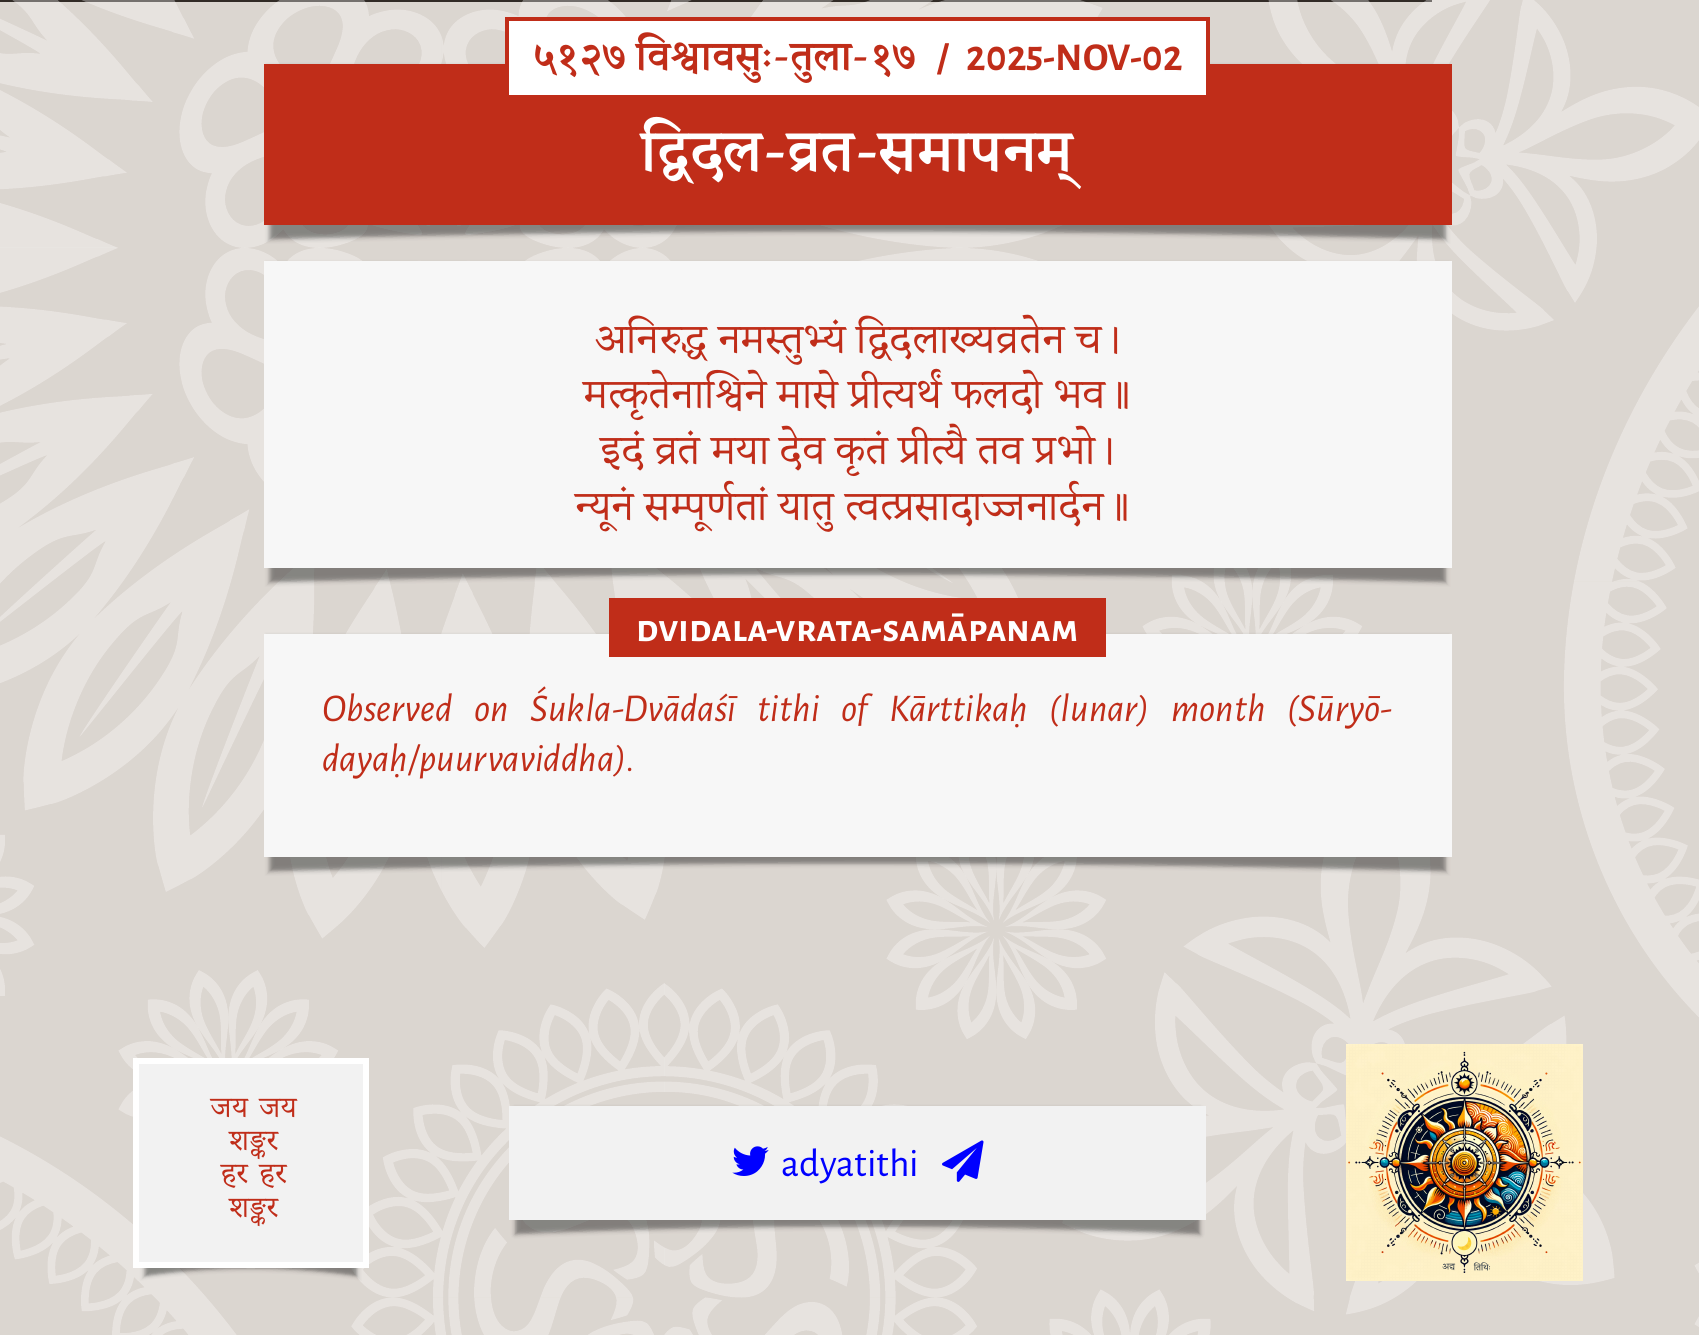 ५१२७ विश्वावसुः-तुला-१७ / 2025-NOV-02
द्विदल-व्रत-समापनम्
अनिरुद्ध नमस्तुभ्यं द्विदलाख्यव्रतेन च।
मत्कृतेनाश्विने मासे प्रीत्यर्थं फलदो भव॥
इदं व्रतं मया देव कृतं प्रीत्यै तव प्रभो।
न्यूनं सम्पूर्णतां यातु त्वत्प्रसादाज्जनार्दन॥
DVIDALA-VRATA-SAMĀPANAM
Observed on Śukla-Dvādaśī tithi of Kārttikaḥ (lunar) month (Sūryō-
dayaḥ/puurvaviddha).
जय जय
शङ्कर
हर हर
शङ्कर
adyatithi
अद्य तिथिः